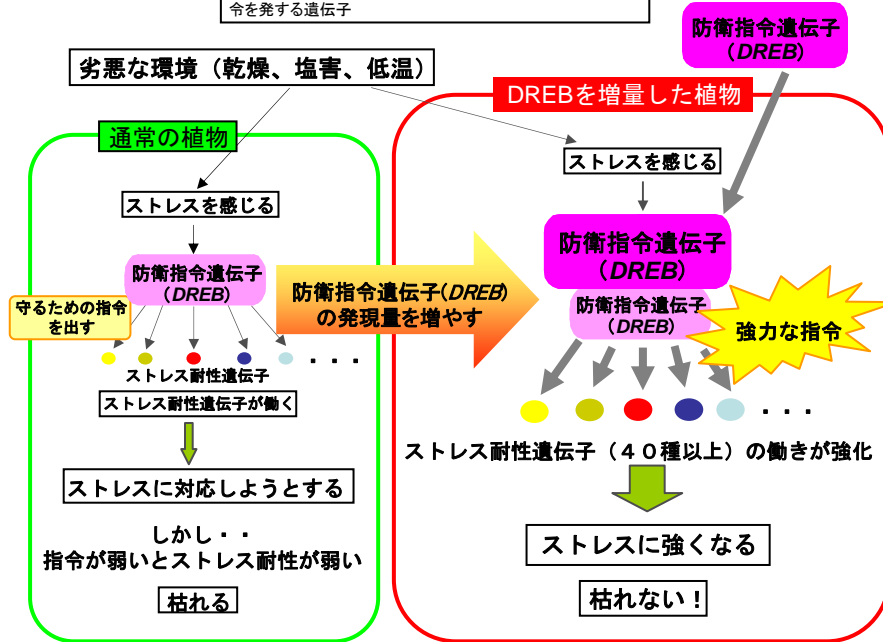 令を発する遺伝子
防衛指令遺伝子
（DREB）
劣悪な環境（乾燥、塩害、低温）
DREBを増量した植物
通常の植物
ストレスを感じる
ストレスを感じる
防衛指令遺伝子
（DREB）
守るための指令
を出す
ストレス耐性遺伝子
・・・
ストレス耐性遺伝子が働く
ストレスに対応しようとする
しかし・・
指令が弱いとストレス耐性が弱い
枯れる
防衛指令遺伝子(DREB)
の発現量を増やす
防衛指令遺伝子
（DREB）
防衛指令遺伝子
（DREB）
強力な指令
・・・
ストレス耐性遺伝子（４０種以上）の働きが強化
ストレスに強くなる
枯れない！